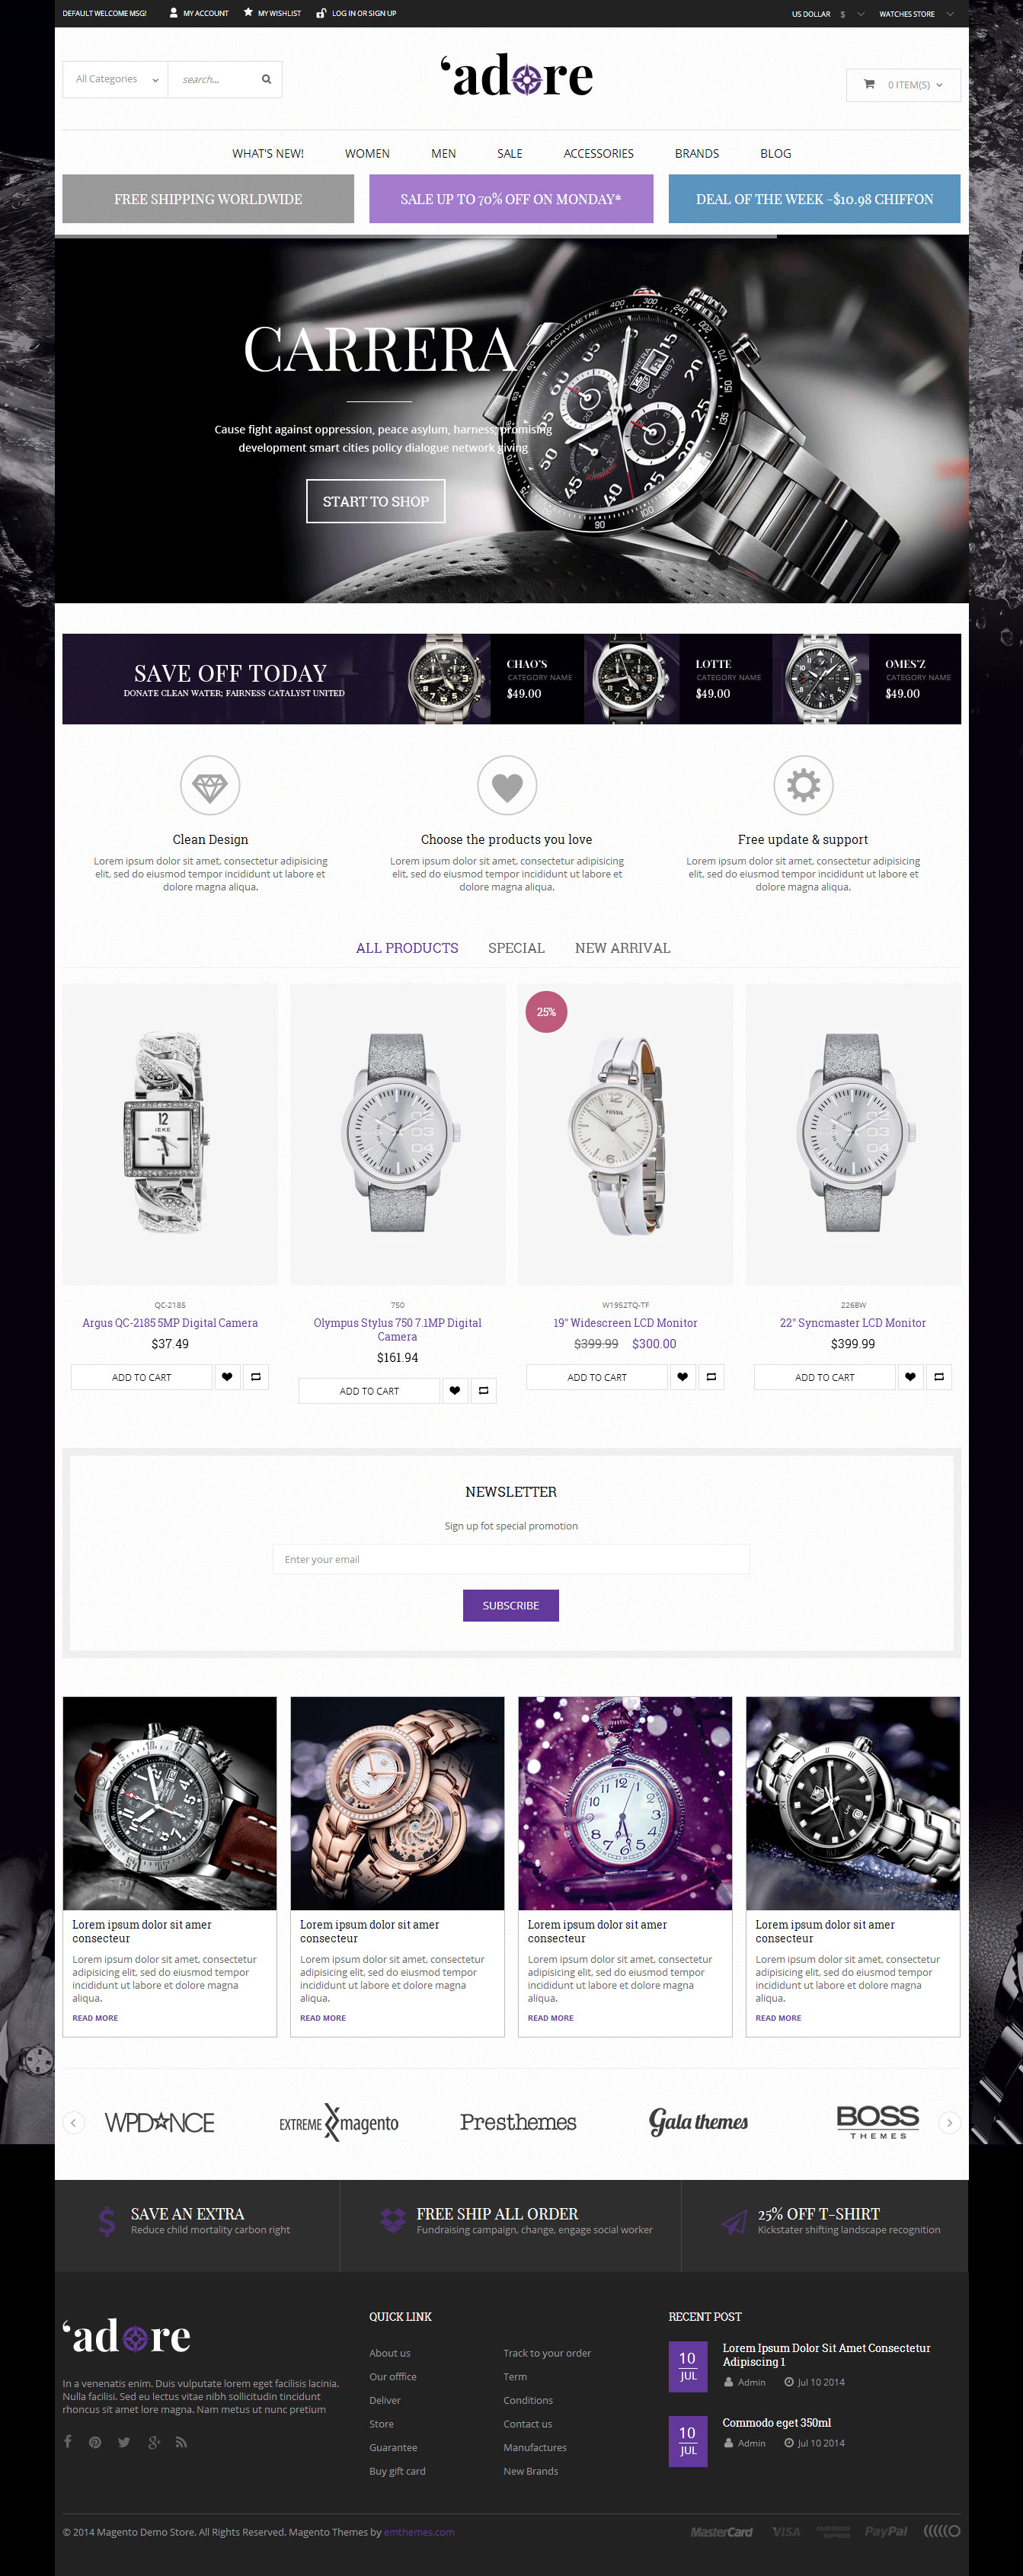 DEFAULT WELCOME MSG! MY ACCOUNT MY WISHLIST LOG IN OR SIGN UP US DOLLAR $ WATCHES STORE
All Categories search... 'adore 0 ITEM(S)
WHAT'S NEW! WOMEN MEN SALE ACCESSORIES BRANDS BLOG
FREE SHIPPING WORLDWIDE SALE UP TO 70% OFF ON MONDAY* DEAL OF THE WEEK -$10.98 CHIFFON
CARRERA
Cause fight against oppression, peace asylum, harness; promising
development smart cities policy dialogue network giving
START TO SHOP
TACHYMETRE
CARRERA
CAL 1887
SAVE OFF TODAY
DONATE CLEAN WATER; FAIRNESS CATALYST UNITED
CHAO'S
CATEGORY NAME
$49.00
LOTTE
CATEGORY NAME
$49.00
OMES'Z
CATEGORY NAME
$49.00
Clean Design
Lorem ipsum dolor sit amet, consectetur adipisicing
elit, sed do eiusmod tempor incididunt ut labore et
dolore magna aliqua.
Choose the products you love
Lorem ipsum dolor sit amet, consectetur adipisicing
elit, sed do eiusmod tempor incididunt ut labore et
dolore magna aliqua.
Free update & support
Lorem ipsum dolor sit amet, consectetur adipisicing
elit, sed do eiusmod tempor incididunt ut labore et
dolore magna aliqua.
ALL PRODUCTS SPECIAL NEW ARRIVAL
12
IEKE
25%
FOSSIL
QC-2185
Argus QC-2185 5MP Digital Camera
$37.49
ADD TO CART
750
Olympus Stylus 750 7.1MP Digital
Camera
$161.94
ADD TO CART
W1952TQ-TF
19" Widescreen LCD Monitor
$399.99 $300.00
ADD TO CART
226BW
22" Syncmaster LCD Monitor
$399.99
ADD TO CART
NEWSLETTER
Sign up fot special promotion
Enter your email
SUBSCRIBE
Lorem ipsum dolor sit amer
consecteur
Lorem ipsum dolor sit amet, consectetur
adipisicing elit, sed do eiusmod tempor
incididunt ut labore et dolore magna
aliqua.
READ MORE
Lorem ipsum dolor sit amer
consecteur
Lorem ipsum dolor sit amet, consectetur
adipisicing elit, sed do eiusmod tempor
incididunt ut labore et dolore magna
aliqua.
READ MORE
Lorem ipsum dolor sit amer
consecteur
Lorem ipsum dolor sit amet, consectetur
adipisicing elit, sed do eiusmod tempor
incididunt ut labore et dolore magna
aliqua.
READ MORE
Lorem ipsum dolor sit amer
consecteur
Lorem ipsum dolor sit amet, consectetur
adipisicing elit, sed do eiusmod tempor
incididunt ut labore et dolore magna
aliqua.
READ MORE
WPD★NCE EXTREME magento Presthemes Gala themes BOSS THEMES
SAVE AN EXTRA
Reduce child mortality carbon right
FREE SHIP ALL ORDER
Fundraising campaign, change, engage social worker
25% OFF T-SHIRT
Kickstater shifting landscape recognition
'adore
In a venenatis enim. Duis vulputate lorem eget facilisis lacinia.
Nulla facilisi. Sed eu lectus vitae nibh sollicitudin tincidunt
rhoncus sit amet lore magna. Nam metus ut nunc pretium
QUICK LINK
About us
Our offfice
Deliver
Store
Guarantee
Buy gift card
Track to your order
Term
Conditions
Contact us
Manufactures
New Brands
RECENT POST
10
JUL
Lorem Ipsum Dolor Sit Amet Consectetur
Adipiscing 1
Admin Jul 10 2014
10
JUL
Commodo eget 350ml
Admin Jul 10 2014
© 2014 Magento Demo Store. All Rights Reserved. Magento Themes by emthemes.com
MasterCard VISA AMERICAN EXPRESS PayPal